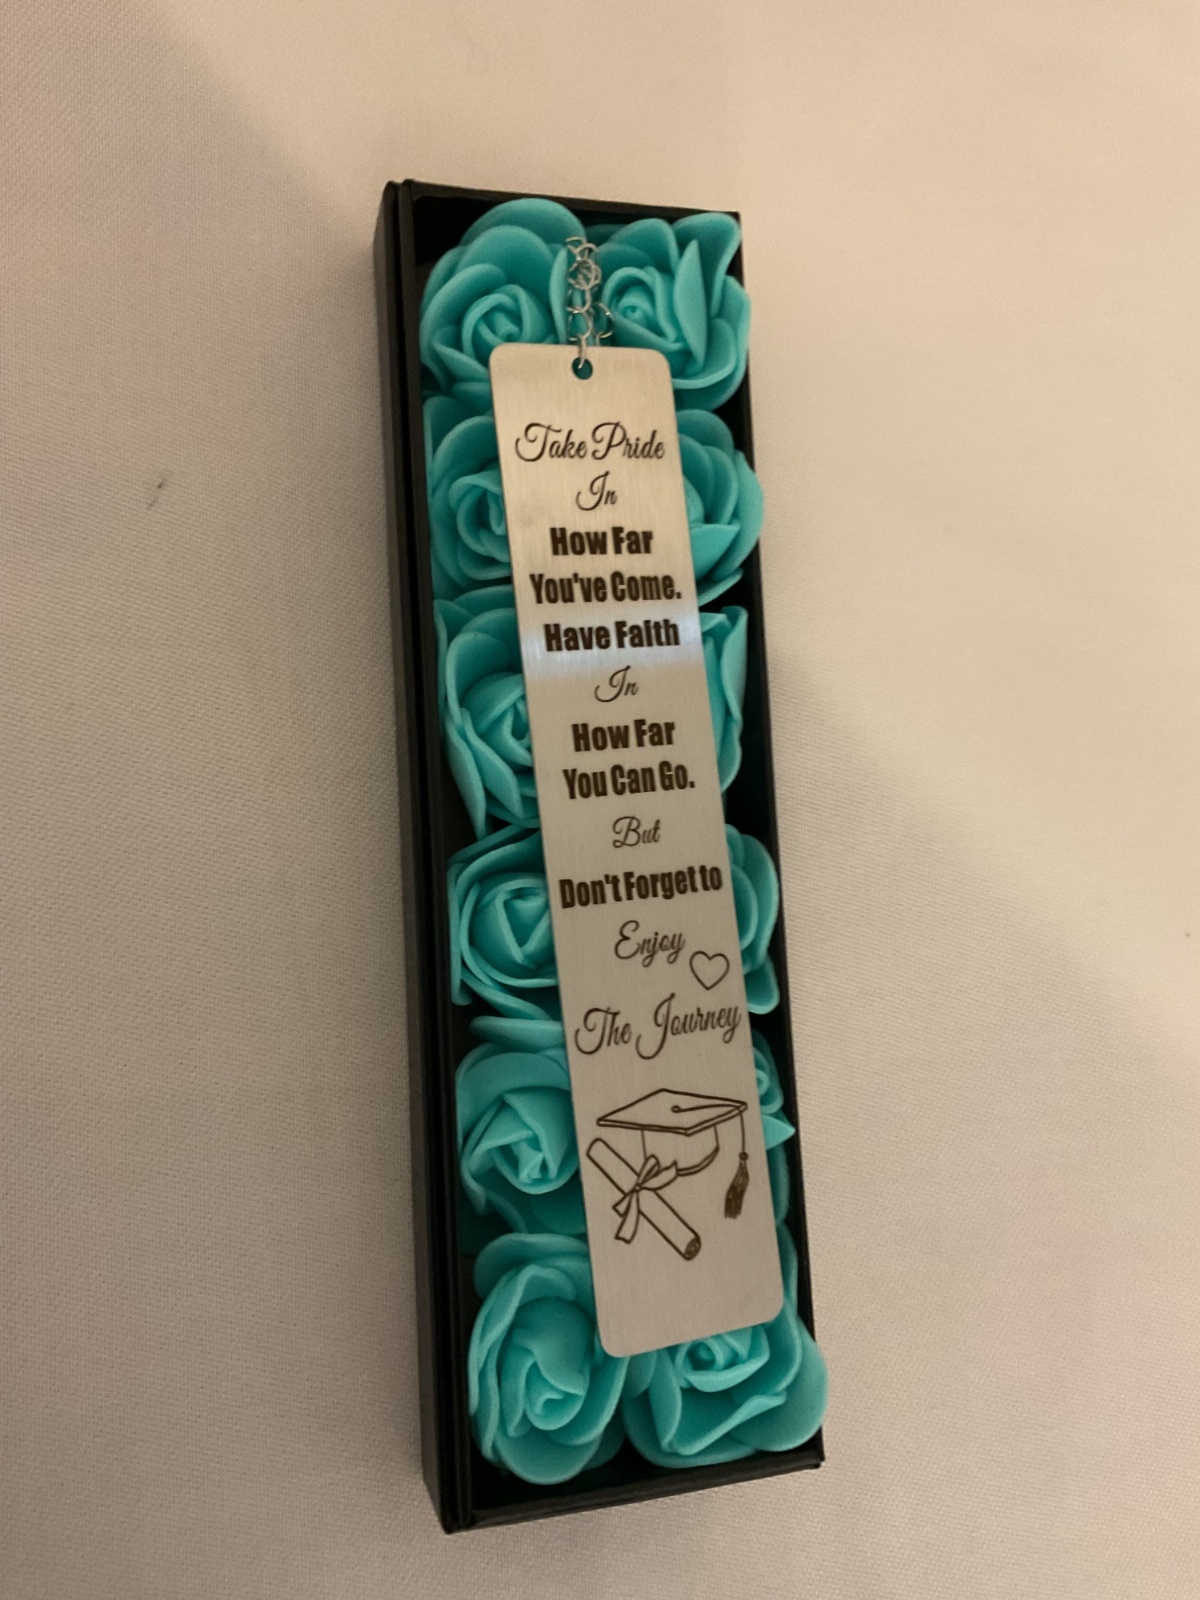 Take Pride
In
How Far
You've Come.
Have Faith
In
How Far
You Can Go.
But
Don't Forget to
Enjoy
The Journey